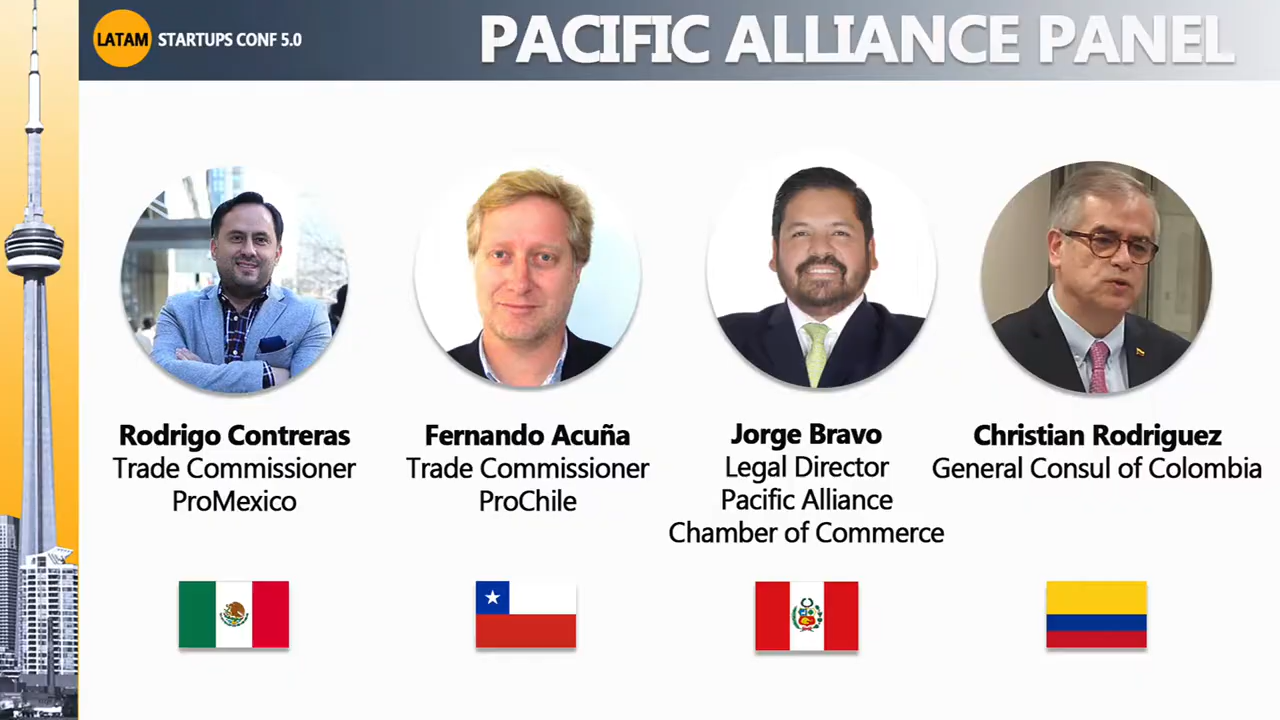 LATAM STARTUPS CONF 5.0
PACIFIC ALLIANCE PANEL
Rodrigo Contreras
Trade Commissioner
ProMexico
Fernando Acuña
Trade Commissioner
ProChile
Jorge Bravo
Legal Director
Pacific Alliance
Chamber of Commerce
Christian Rodriguez
General Consul of Colombia